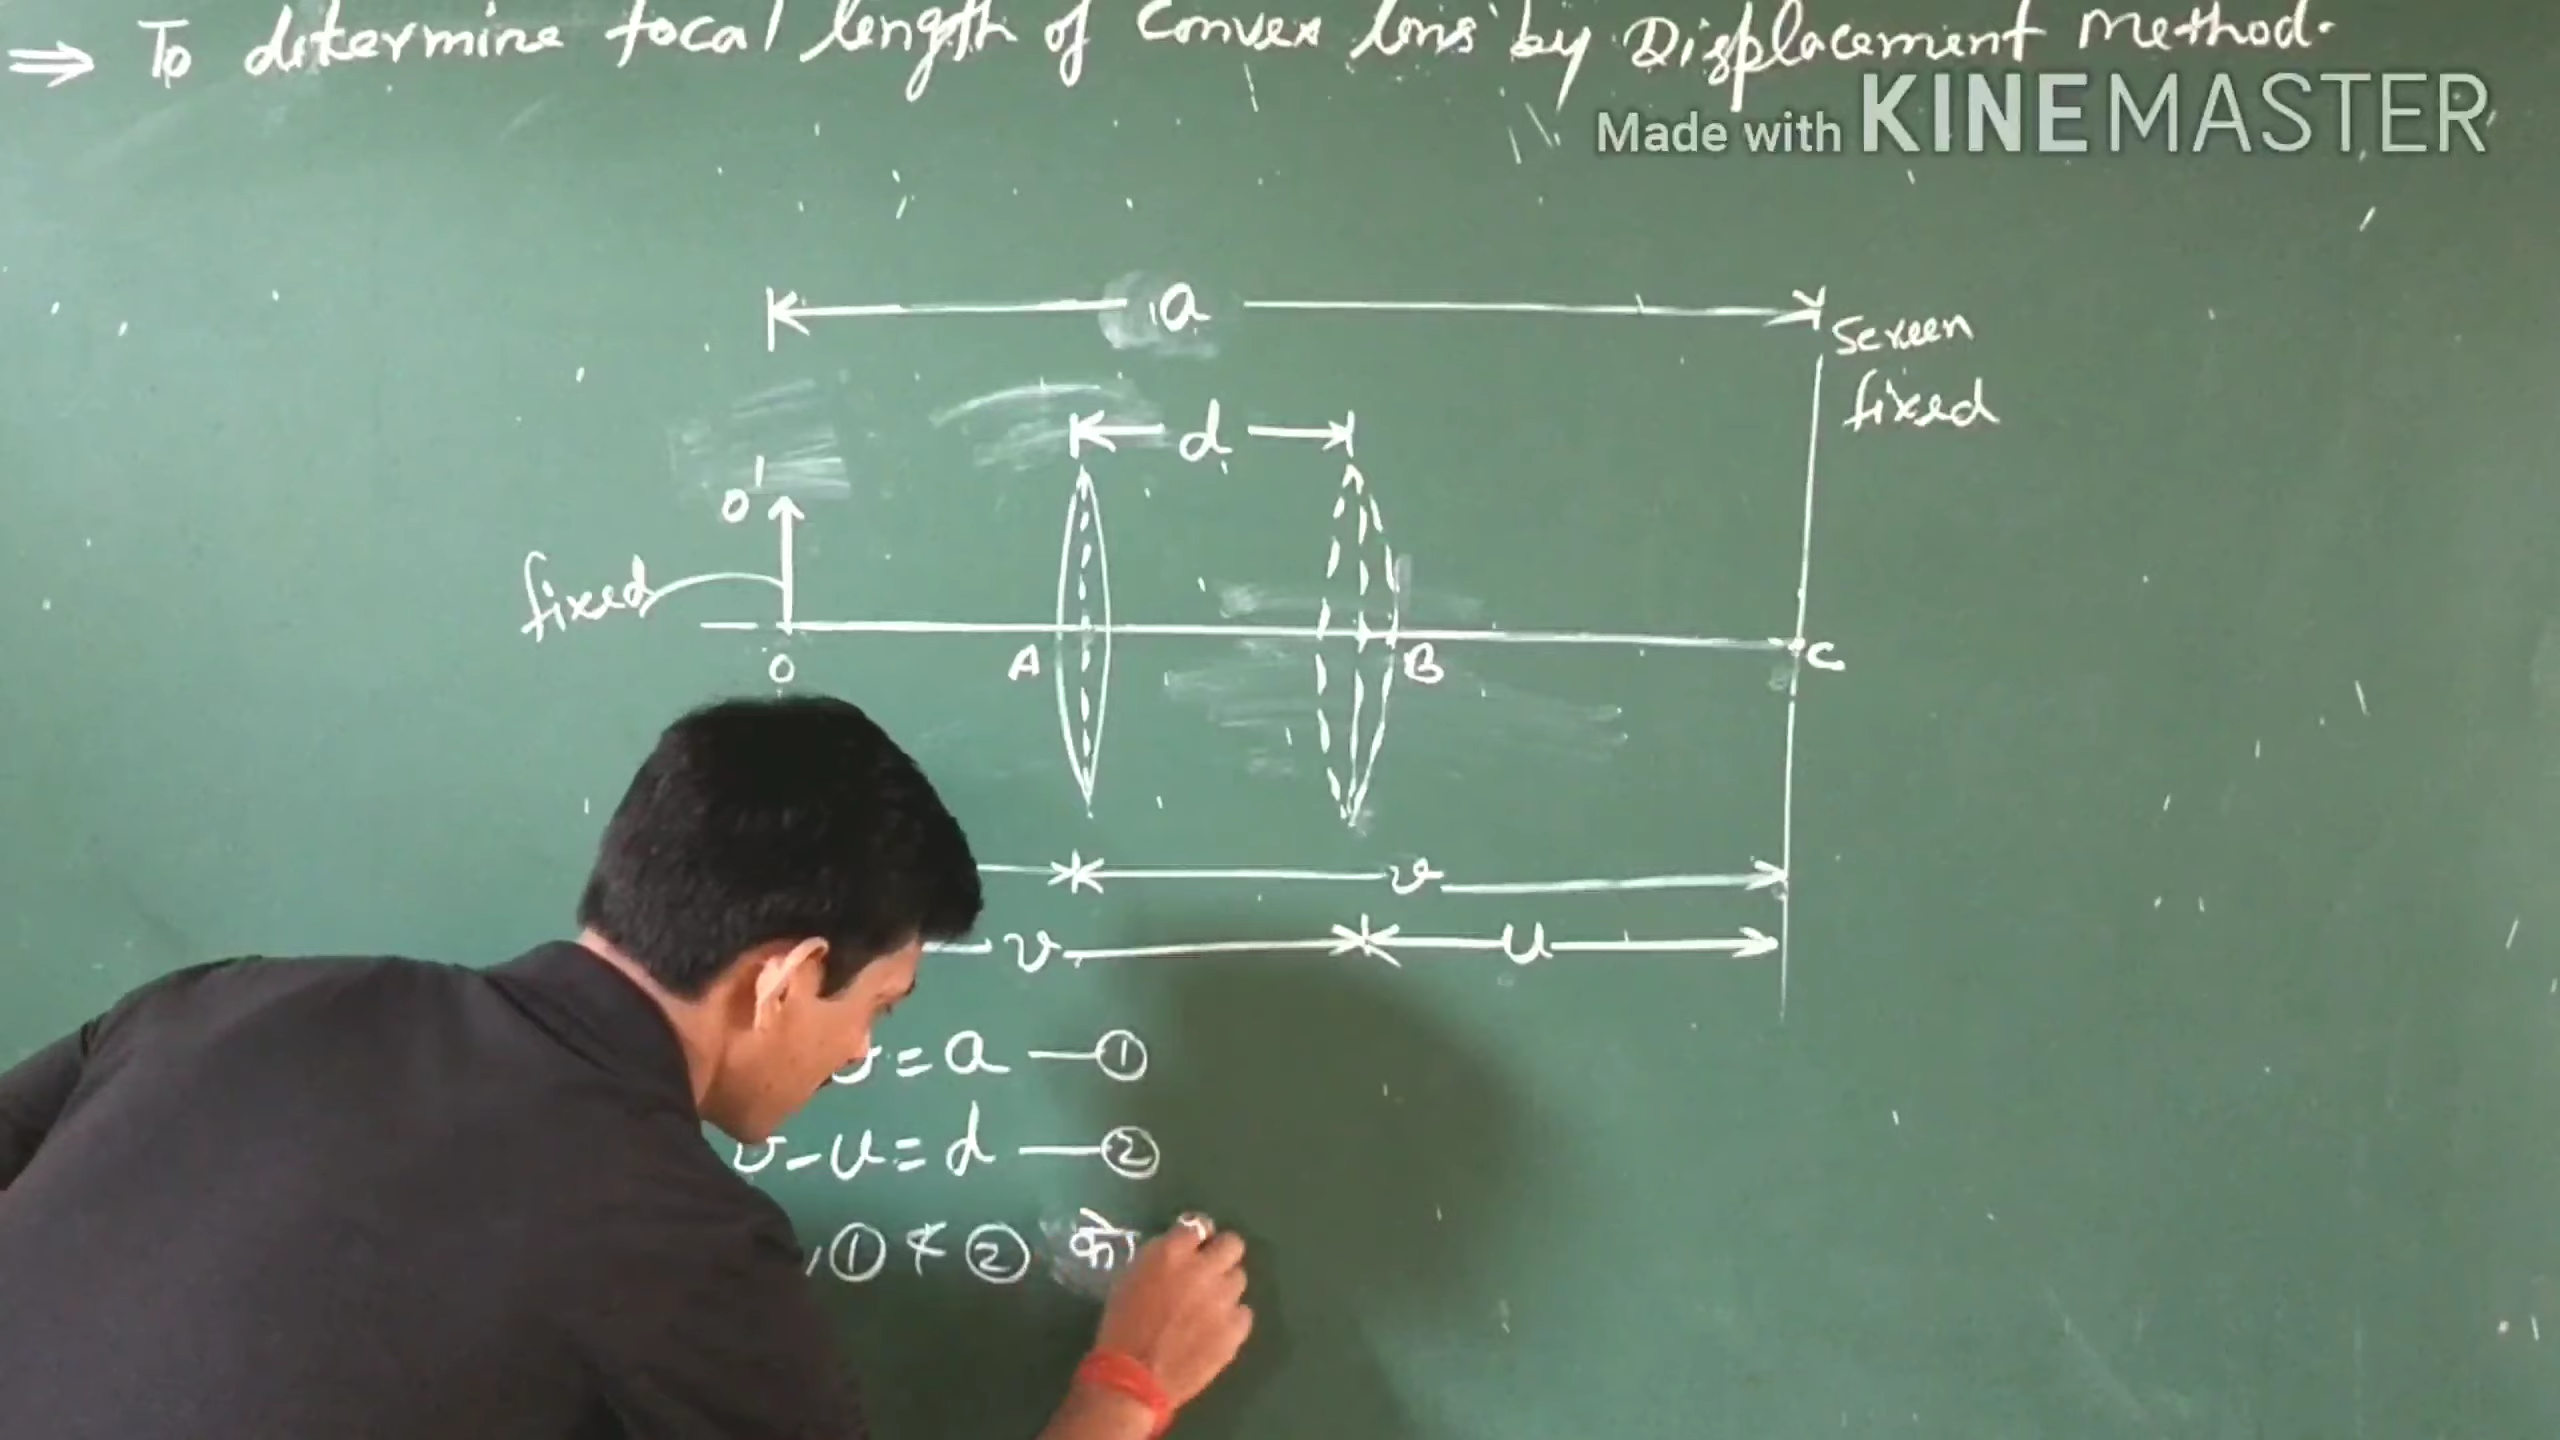 ⇒ To determine focal length of convex lens by Displacement Method.
Made with KINEMASTER
a
Screen
fixed
d
O'
fixed
O A B C
v
v u
v = a — ①
v - u = d — ②
, ① & ② को